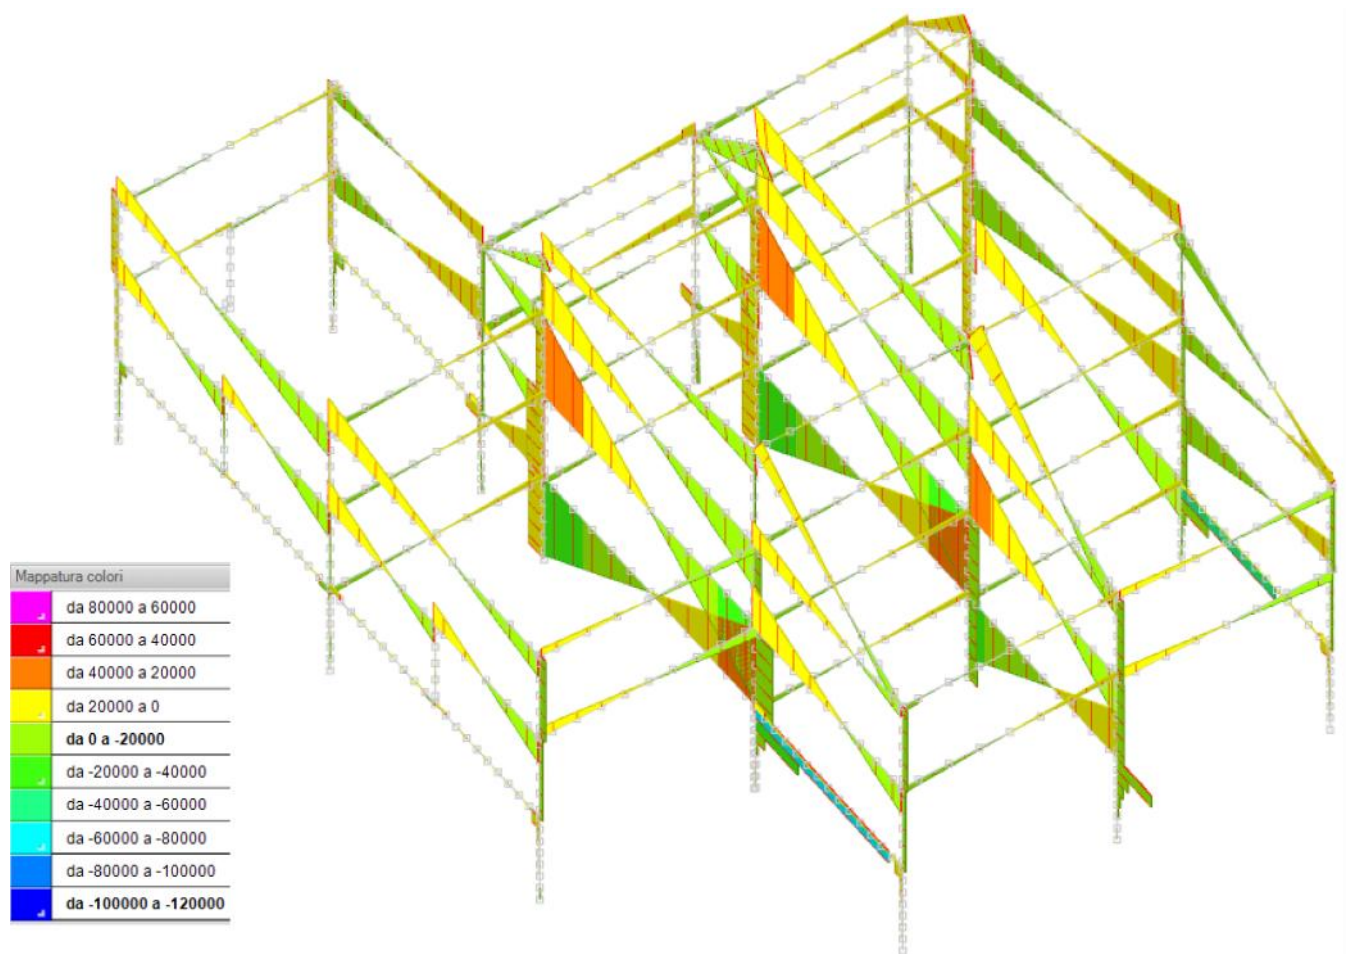 Mappatura colori
da 80000 a 60000
da 60000 a 40000
da 40000 a 20000
da 20000 a 0
da 0 a -20000
da -20000 a -40000
da -40000 a -60000
da -60000 a -80000
da -80000 a -100000
da -100000 a -120000